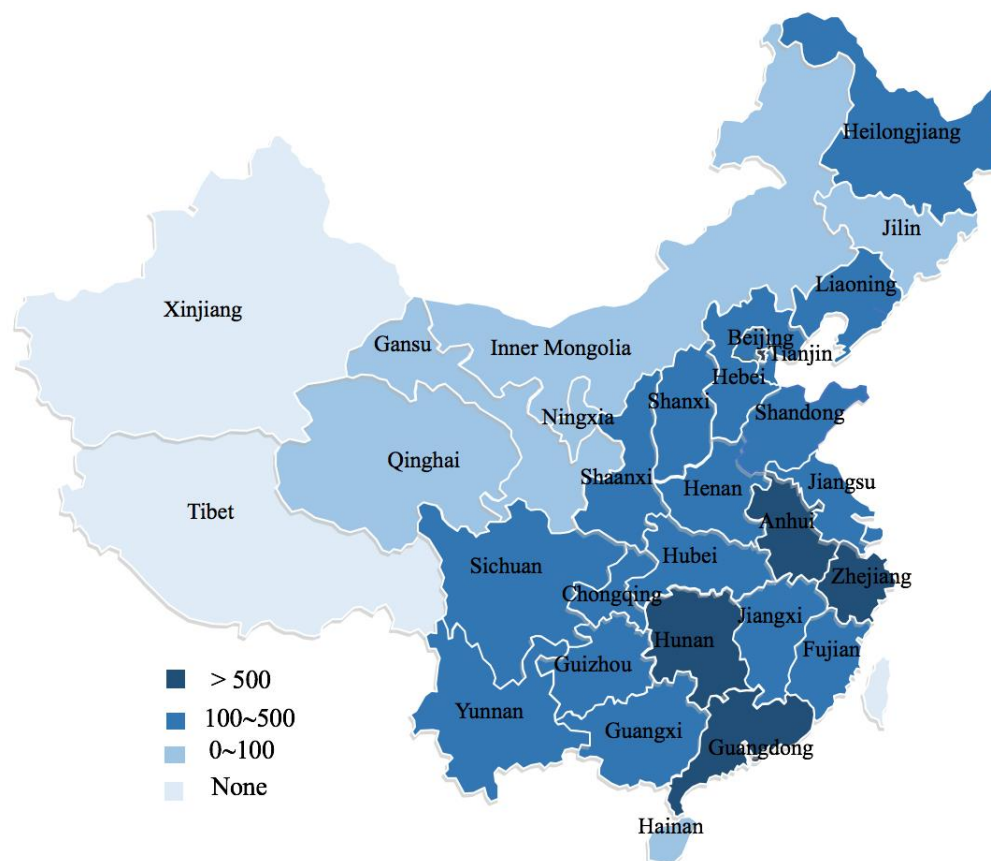 Heilongjiang
Jilin
Liaoning
Xinjiang
Gansu
Inner Mongolia
Beijing
Tianjin
Hebei
Shanxi
Ningxia
Shandong
Qinghai
Shaanxi
Henan
Jiangsu
Tibet
Anhui
Hubei
Sichuan
Zhejiang
Chongqing
Jiangxi
Hunan
Fujian
Guizhou
Yunnan
Guangxi
Guangdong
Hainan
> 500
100~500
0~100
None